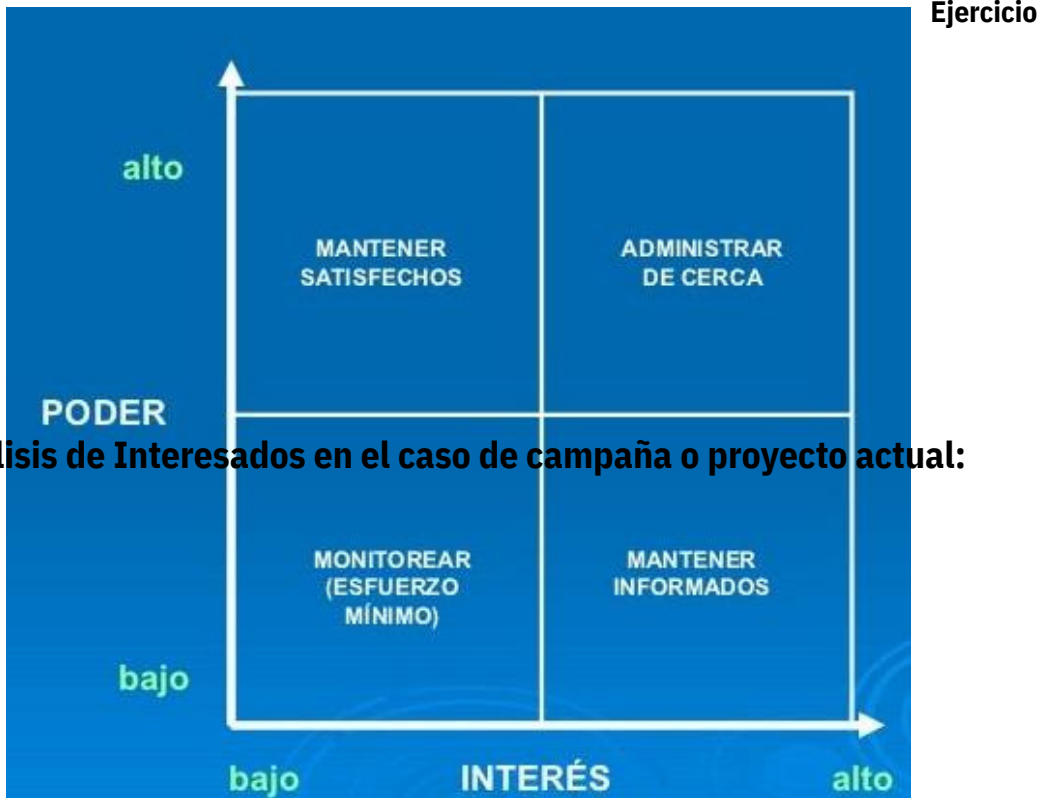 Ejercicio
alto
MANTENER
SATISFECHOS
ADMINISTRAR
DE CERCA
PODER
lisis de Interesados en el caso de campaña o proyecto actual:
MONITOREAR
(ESFUERZO
MÍNIMO)
MANTENER
INFORMADOS
bajo
bajo
INTERÉS
alto